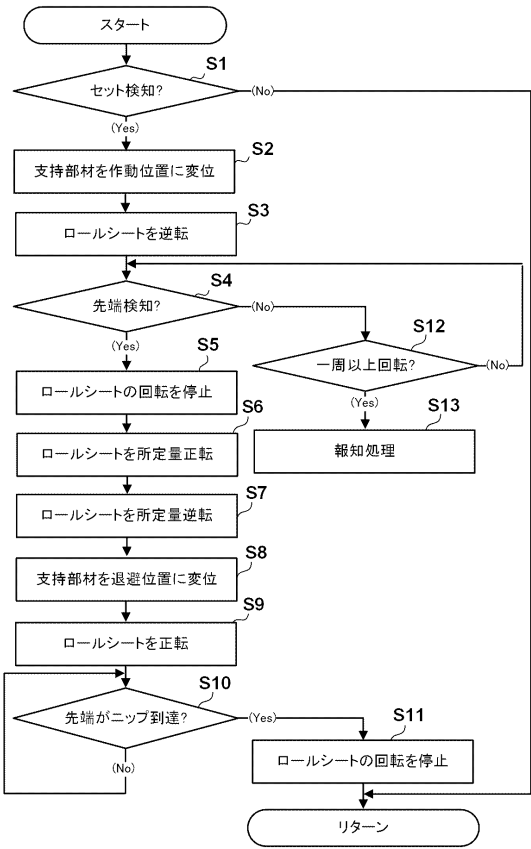 スタート
S1
セット検知?
(No)
(Yes)
S2
支持部材を作動位置に変位
S3
ロールシートを逆転
S4
先端検知?
(No)
(Yes)
S12
一周以上回転?
(No)
(Yes)
S5
ロールシートの回転を停止
S13
報知処理
S6
ロールシートを所定量正転
S7
ロールシートを所定量逆転
S8
支持部材を退避位置に変位
S9
ロールシートを正転
S10
先端がニップ到達?
(Yes)
(No)
S11
ロールシートの回転を停止
リターン